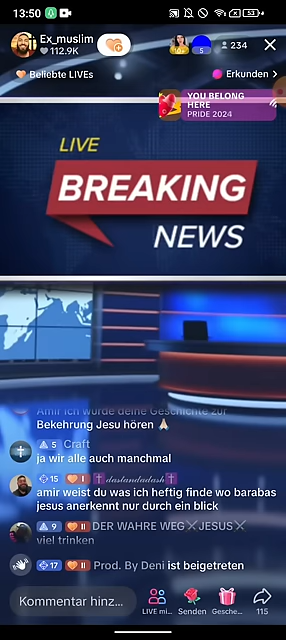 13:50
53
Ex_muslim
112.9K
5
234
Beliebte LIVEs
Erkunden >
YOU BELONG
HERE
PRIDE 2024
LIVE
BREAKING
NEWS
Amir ich würde deine Geschichte zur
Bekehrung Jesu hören 🙏🏻
5 Craft
ja wir alle auch manchmal
15 I ✝️dastandadash✝️
amir weist du was ich heftig finde wo barabas
jesus anerkennt nur durch ein blick
9 II DER WAHRE WEG⚔JESUS⚔
viel trinken
17 II Prod. By Deni ist beigetreten
Kommentar hinz...
LIVE mi...
Senden
Gesche...
115